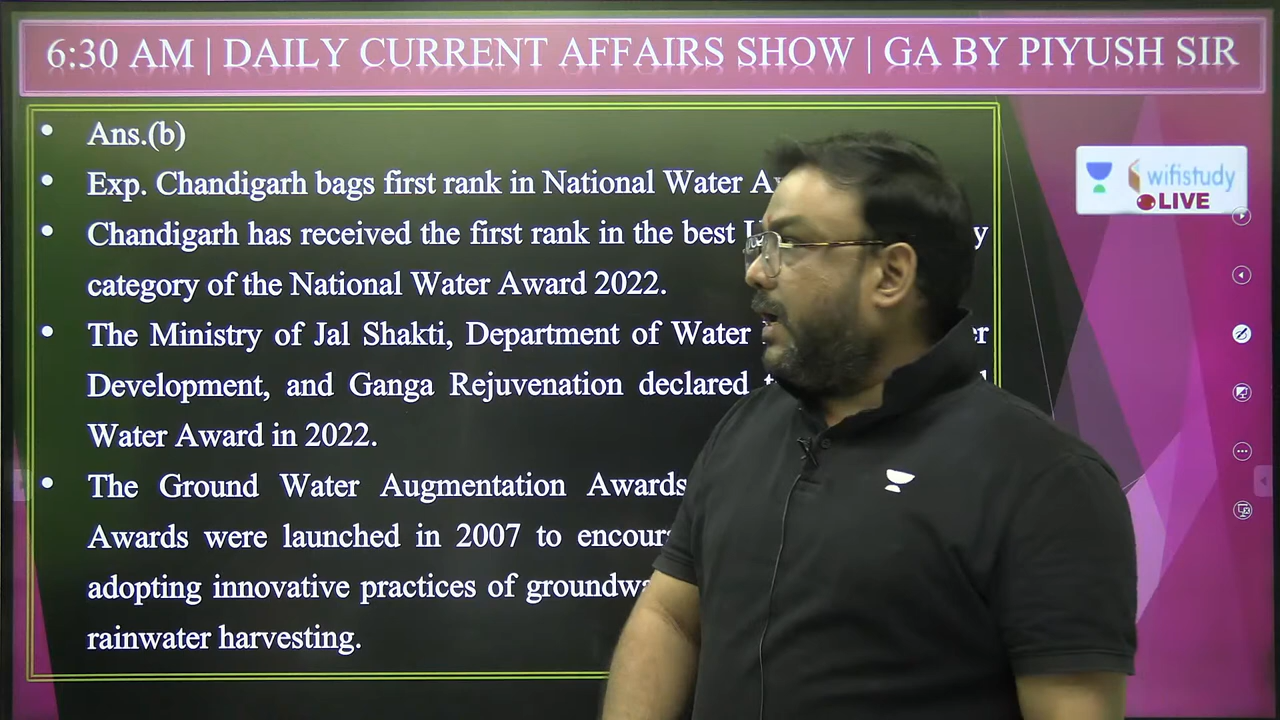 6:30 AM | DAILY CURRENT AFFAIRS SHOW | GA BY PIYUSH SIR
• Ans.(b)
• Exp. Chandigarh bags first rank in National Water
• Chandigarh has received the first rank in the best
category of the National Water Award 2022.
• The Ministry of Jal Shakti, Department of Water
Development, and Ganga Rejuvenation declared
Water Award in 2022.
• The Ground Water Augmentation Awards
Awards were launched in 2007 to
adopting innovative practices of
rainwater harvesting.
wifistudy
LIVE